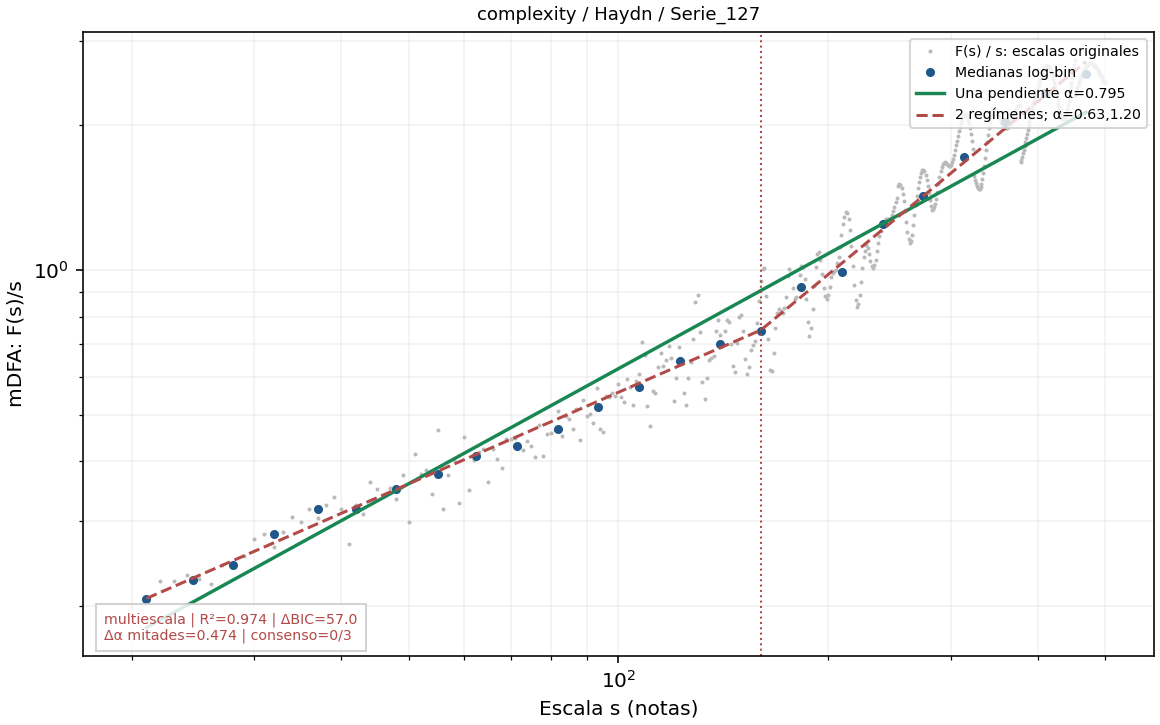 complexity / Haydn / Serie_127
F(s) / s: escalas originales
Medianas log-bin
Una pendiente α=0.795
2 regímenes; α=0.63,1.20
mDFA: F(s)/s
10⁰
multiescala | R²=0.974 | ΔBIC=57.0
Δα mitades=0.474 | consenso=0/3
10²
Escala s (notas)